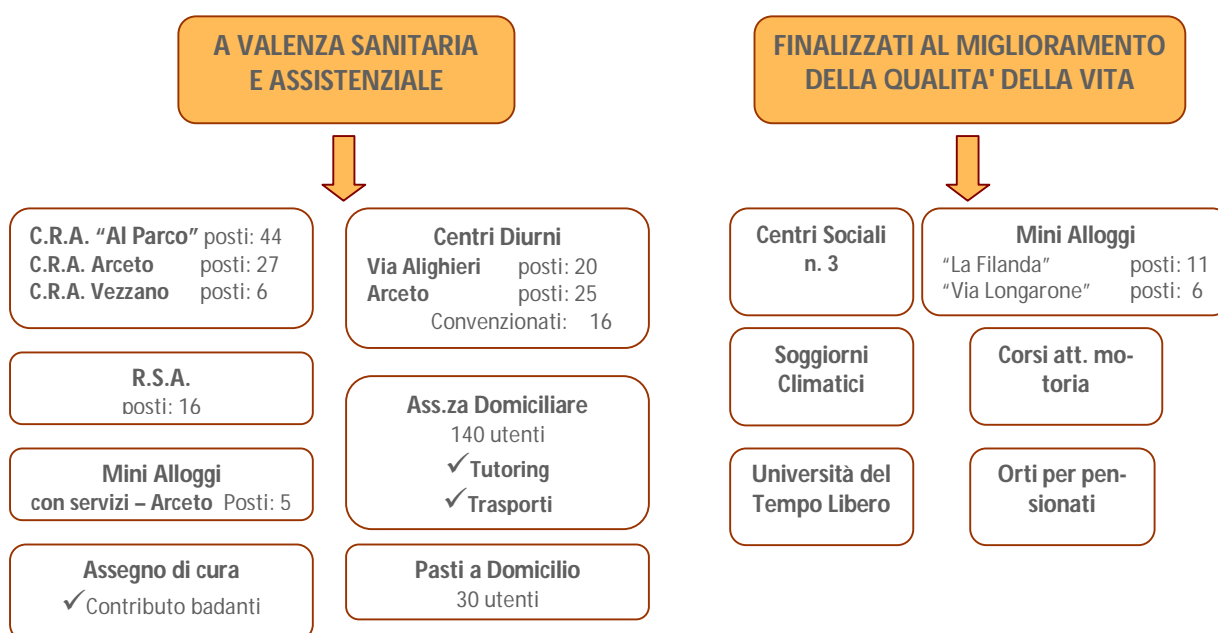 A VALENZA SANITARIA
E ASSISTENZIALE
C.R.A. “Al Parco” posti: 44
C.R.A. Arceto posti: 27
C.R.A. Vezzano posti: 6
Centri Diurni
Via Alighieri posti: 20
Arceto posti: 25
Convenzionati: 16
R.S.A.
posti: 16
Ass.za Domiciliare
140 utenti
✓Tutoring
✓Trasporti
Mini Alloggi
con servizi – Arceto Posti: 5
Assegno di cura
✓Contributo badanti
Pasti a Domicilio
30 utenti
FINALIZZATI AL MIGLIORAMENTO
DELLA QUALITA' DELLA VITA
Centri Sociali
n. 3
Mini Alloggi
“La Filanda” posti: 11
“Via Longarone” posti: 6
Soggiorni
Climatici
Corsi att. mo-
toria
Università del
Tempo Libero
Orti per pen-
sionati